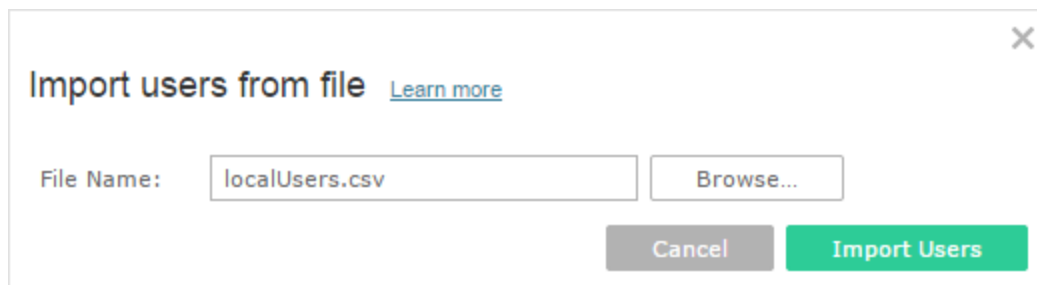 Import users from file Learn more
File Name: localUsers.csv Browse...
Cancel Import Users